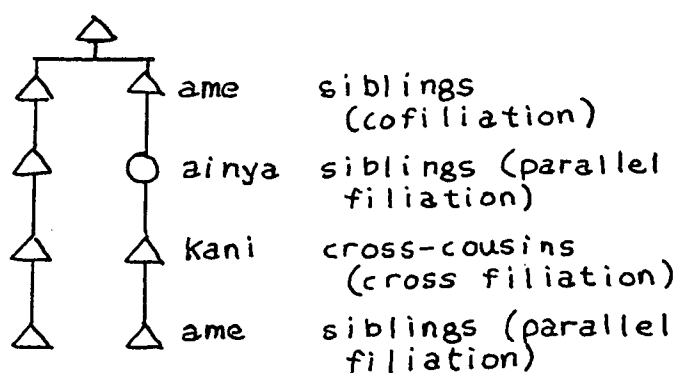 ame siblings
(cofiliation)
ainya siblings (parallel
filiation)
kani cross-cousins
(cross filiation)
ame siblings (parallel
filiation)